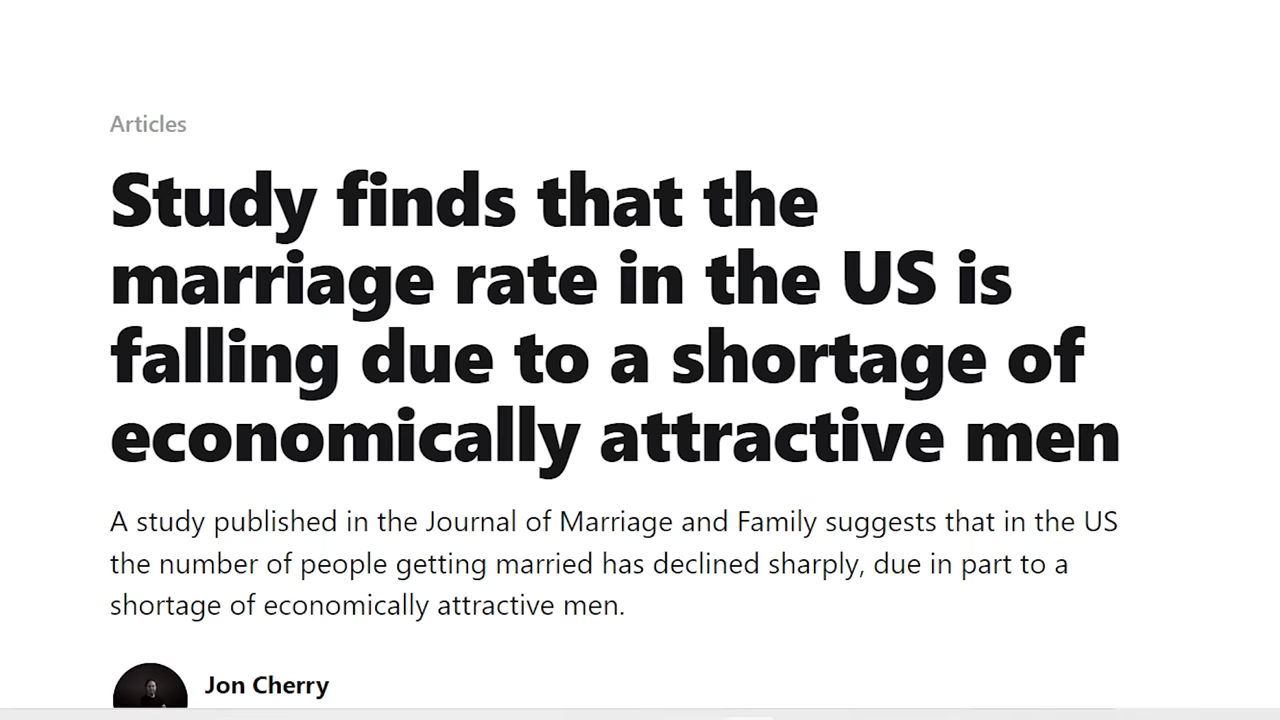 Articles
Study finds that the
marriage rate in the US is
falling due to a shortage of
economically attractive men
A study published in the Journal of Marriage and Family suggests that in the US
the number of people getting married has declined sharply, due in part to a
shortage of economically attractive men.
Jon Cherry